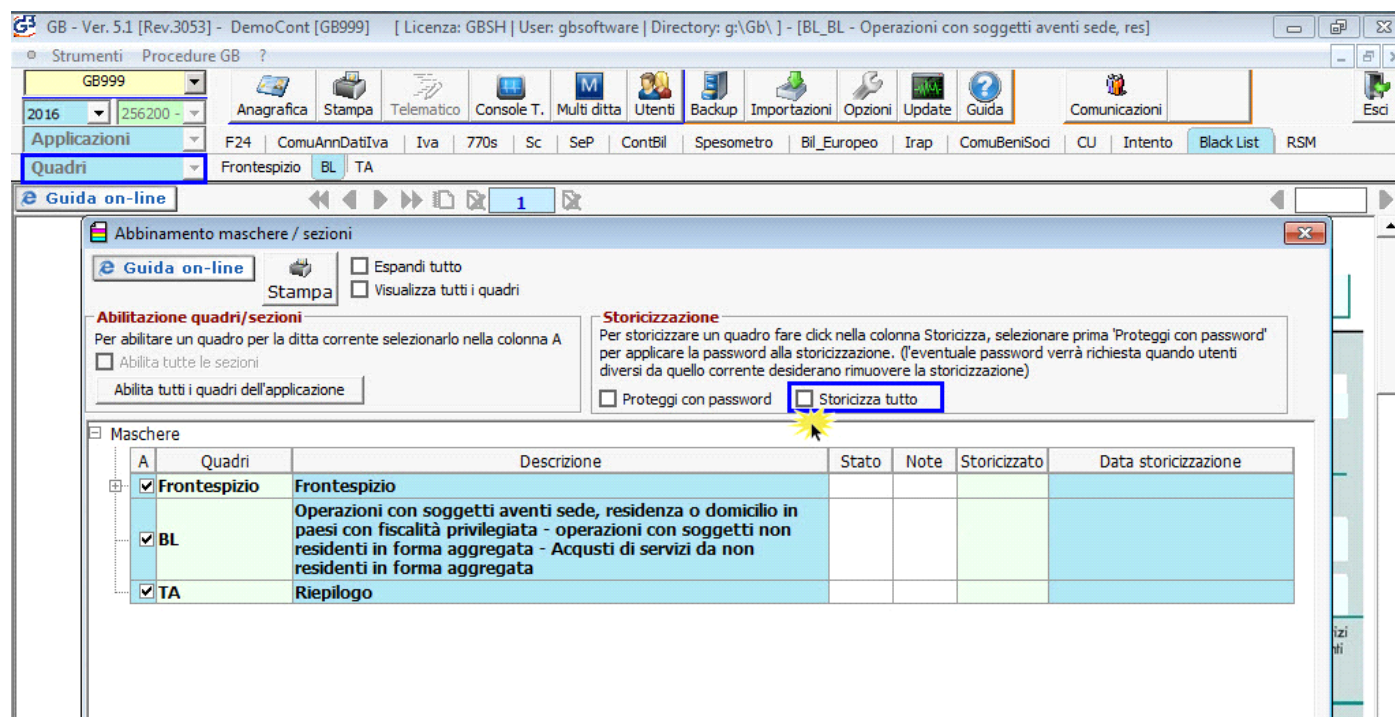 GB - Ver. 5.1 [Rev.3053] - DemoCont [GB999] [ Licenza: GBSH | User: gbsoftware | Directory: g:\Gb\ ] - [BL_BL - Operazioni con soggetti aventi sede, res]
Strumenti Procedure GB ?
GB999
2016 256200 -
Anagrafica Stampa Telematico Console T. Multi ditta Utenti Backup Importazioni Opzioni Update Guida Comunicazioni Esci
Applicazioni F24 ComuAnnDatiIva Iva 770s Sc SeP ContBil Spesometro Bil_Europeo Irap ComuBeniSoci CU Intento Black List RSM
Quadri Frontespizio BL TA
Guida on-line 1
Abbinamento maschere / sezioni
Guida on-line Stampa
Espandi tutto
Visualizza tutti i quadri
Abilitazione quadri/sezioni
Per abilitare un quadro per la ditta corrente selezionarlo nella colonna A
Abilita tutte le sezioni
Abilita tutti i quadri dell'applicazione
Storicizzazione
Per storicizzare un quadro fare click nella colonna Storicizza, selezionare prima 'Proteggi con password'
per applicare la password alla storicizzazione. (l'eventuale password verrà richiesta quando utenti
diversi da quello corrente desiderano rimuovere la storicizzazione)
Proteggi con password Storicizza tutto
Maschere
A Quadri Descrizione Stato Note Storicizzato Data storicizzazione
Frontespizio Frontespizio
BL Operazioni con soggetti aventi sede, residenza o domicilio in
paesi con fiscalità privilegiata - operazioni con soggetti non
residenti in forma aggregata - Acqusti di servizi da non
residenti in forma aggregata
TA Riepilogo